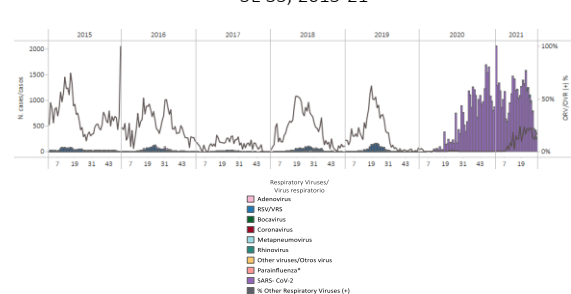 2015 2016 2017 2018 2019 2020 2021
N. cases/casos
2000
1500
1000
500
0
100%
50%
0%
ORV/OVR (+) %
7 19 31 43 7 19 31 43 7 19 31 43 7 19 31 43 7 19 31 43 7 19 31 43 7 19
Respiratory Viruses/
Virus respiratorio
Adenovirus
RSV/VRS
Bocavirus
Coronavirus
Metapneumovirus
Rhinovirus
Other viruses/Otros virus
Parainfluenza*
SARS- CoV-2
% Other Respiratory Viruses (+)